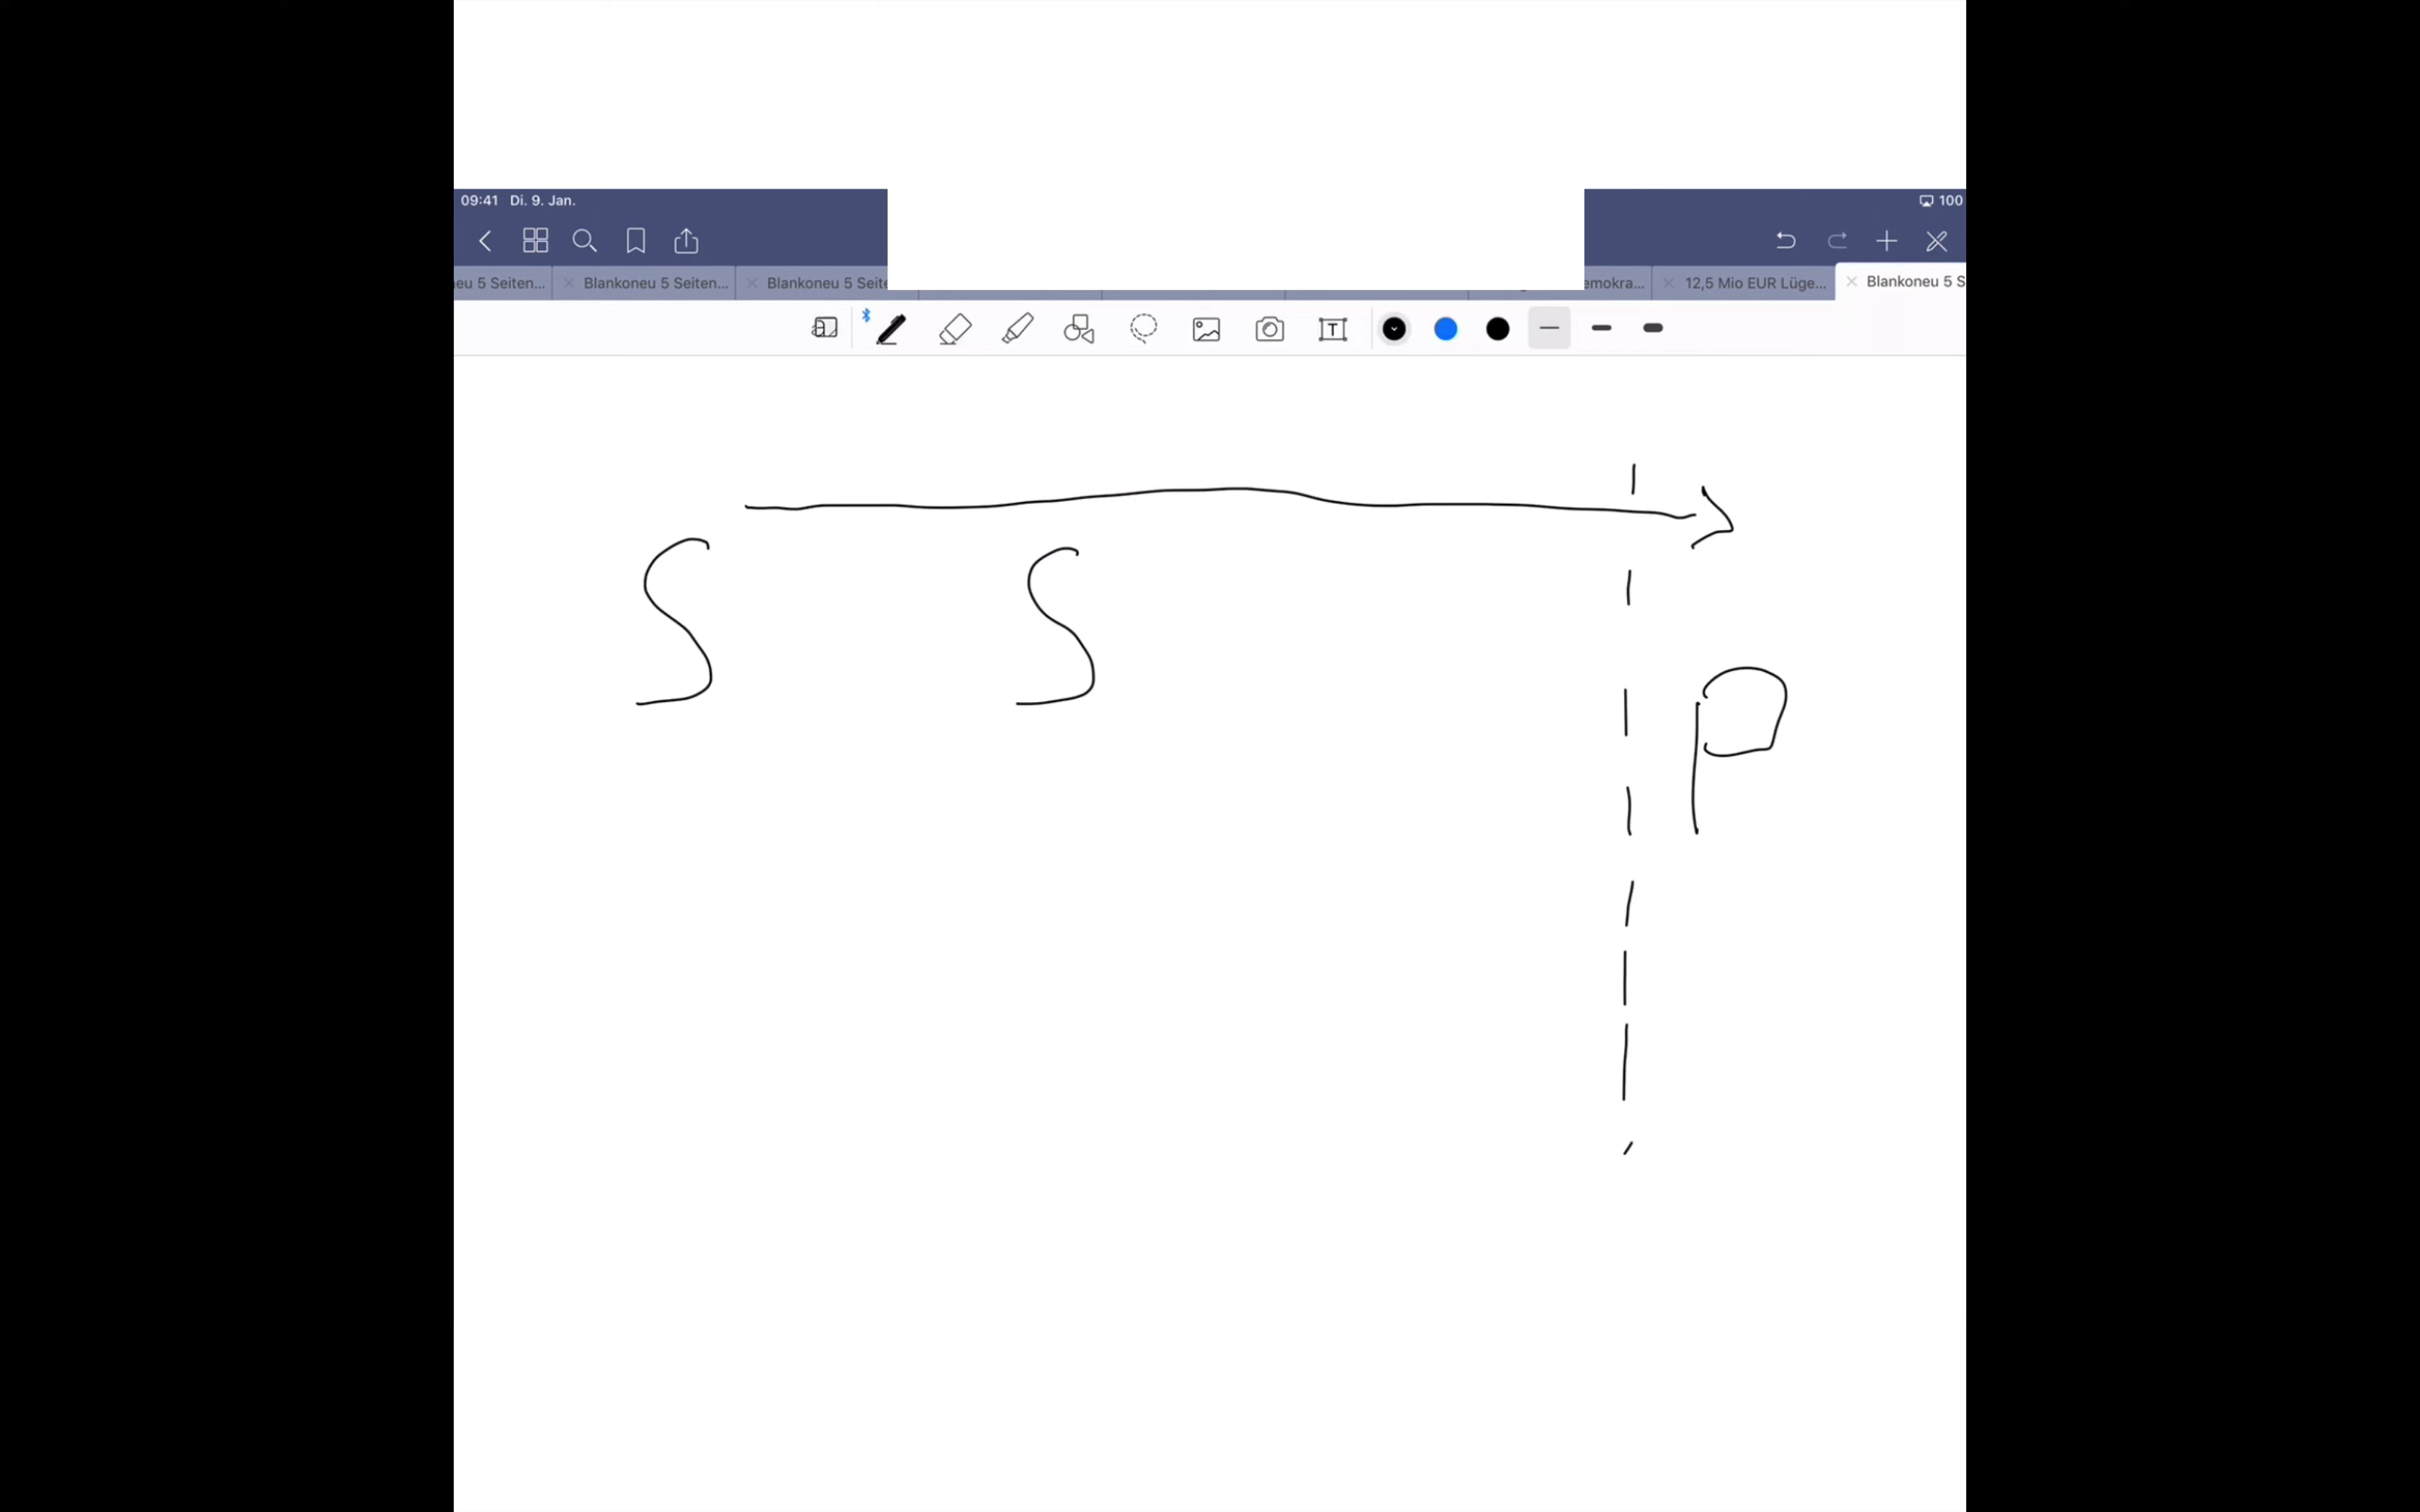 09:41 Di. 9. Jan.
100
eu 5 Seiten... Blankoneu 5 Seiten... Blankoneu 5 Seite emokra... 12,5 Mio EUR Lüge... Blankoneu 5 S
S S
P